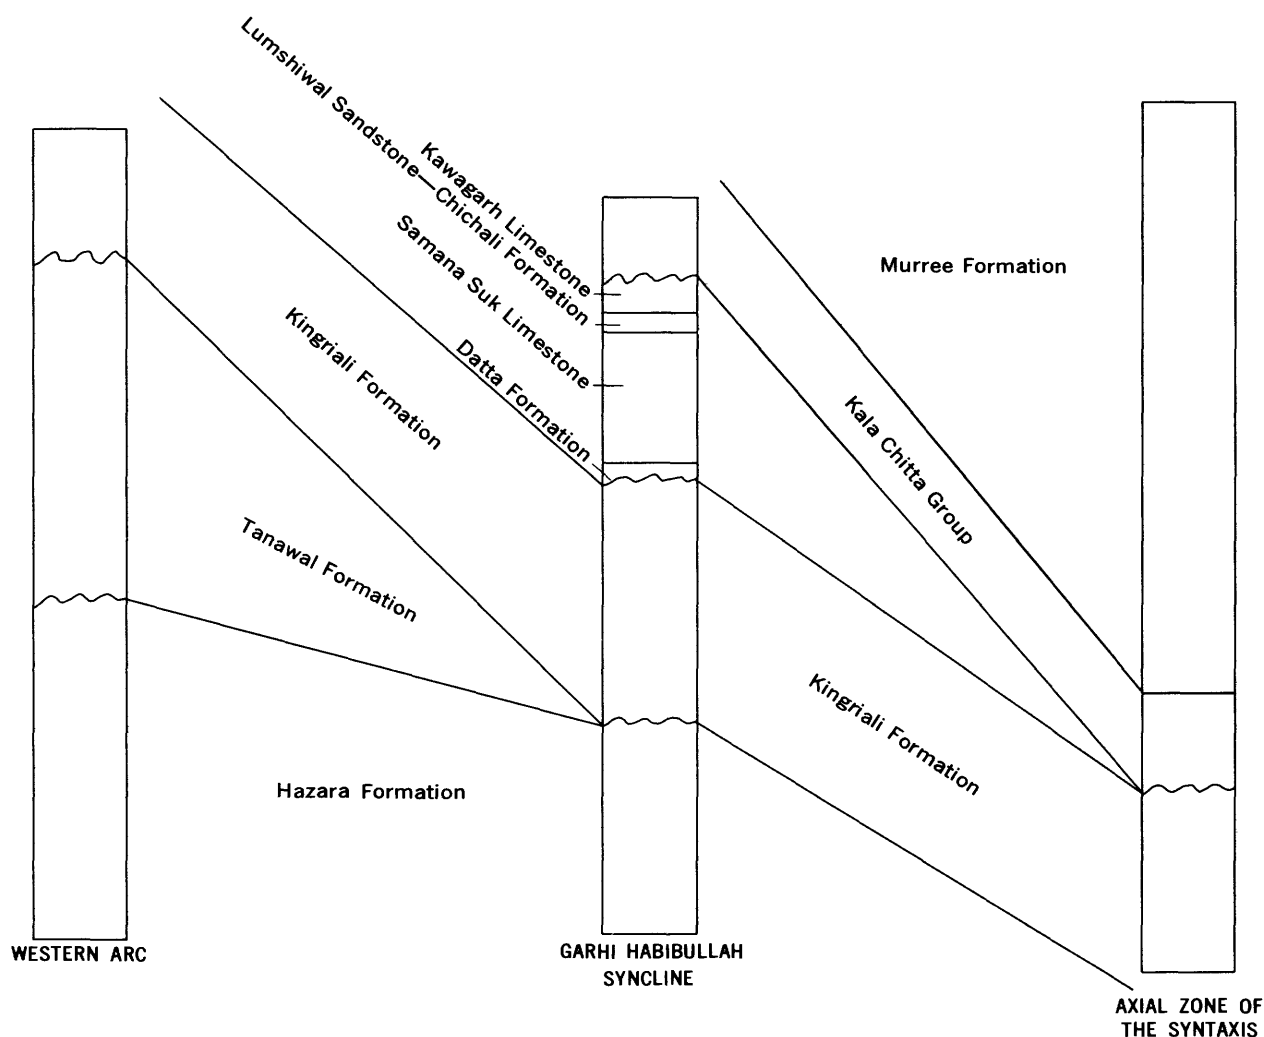 Lumshiwal Sandstone—Chichali Formation
Kawagarh Limestone
Samana Suk Limestone
Datta Formation
Kingriali Formation
Tanawal Formation
Hazara Formation
Murree Formation
Kala Chitta Group
Kingriali Formation
WESTERN ARC
GARHI HABIBULLAH
SYNCLINE
AXIAL ZONE OF
THE SYNTAXIS